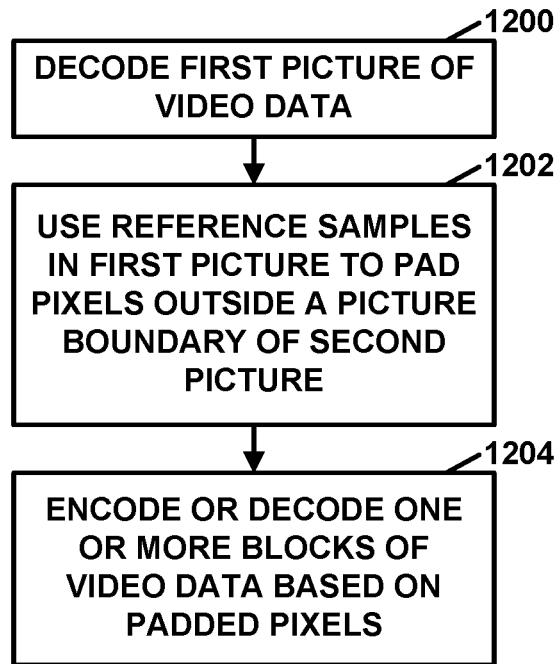 1200
DECODE FIRST PICTURE OF
VIDEO DATA
1202
USE REFERENCE SAMPLES
IN FIRST PICTURE TO PAD
PIXELS OUTSIDE A PICTURE
BOUNDARY OF SECOND
PICTURE
1204
ENCODE OR DECODE ONE
OR MORE BLOCKS OF
VIDEO DATA BASED ON
PADDED PIXELS